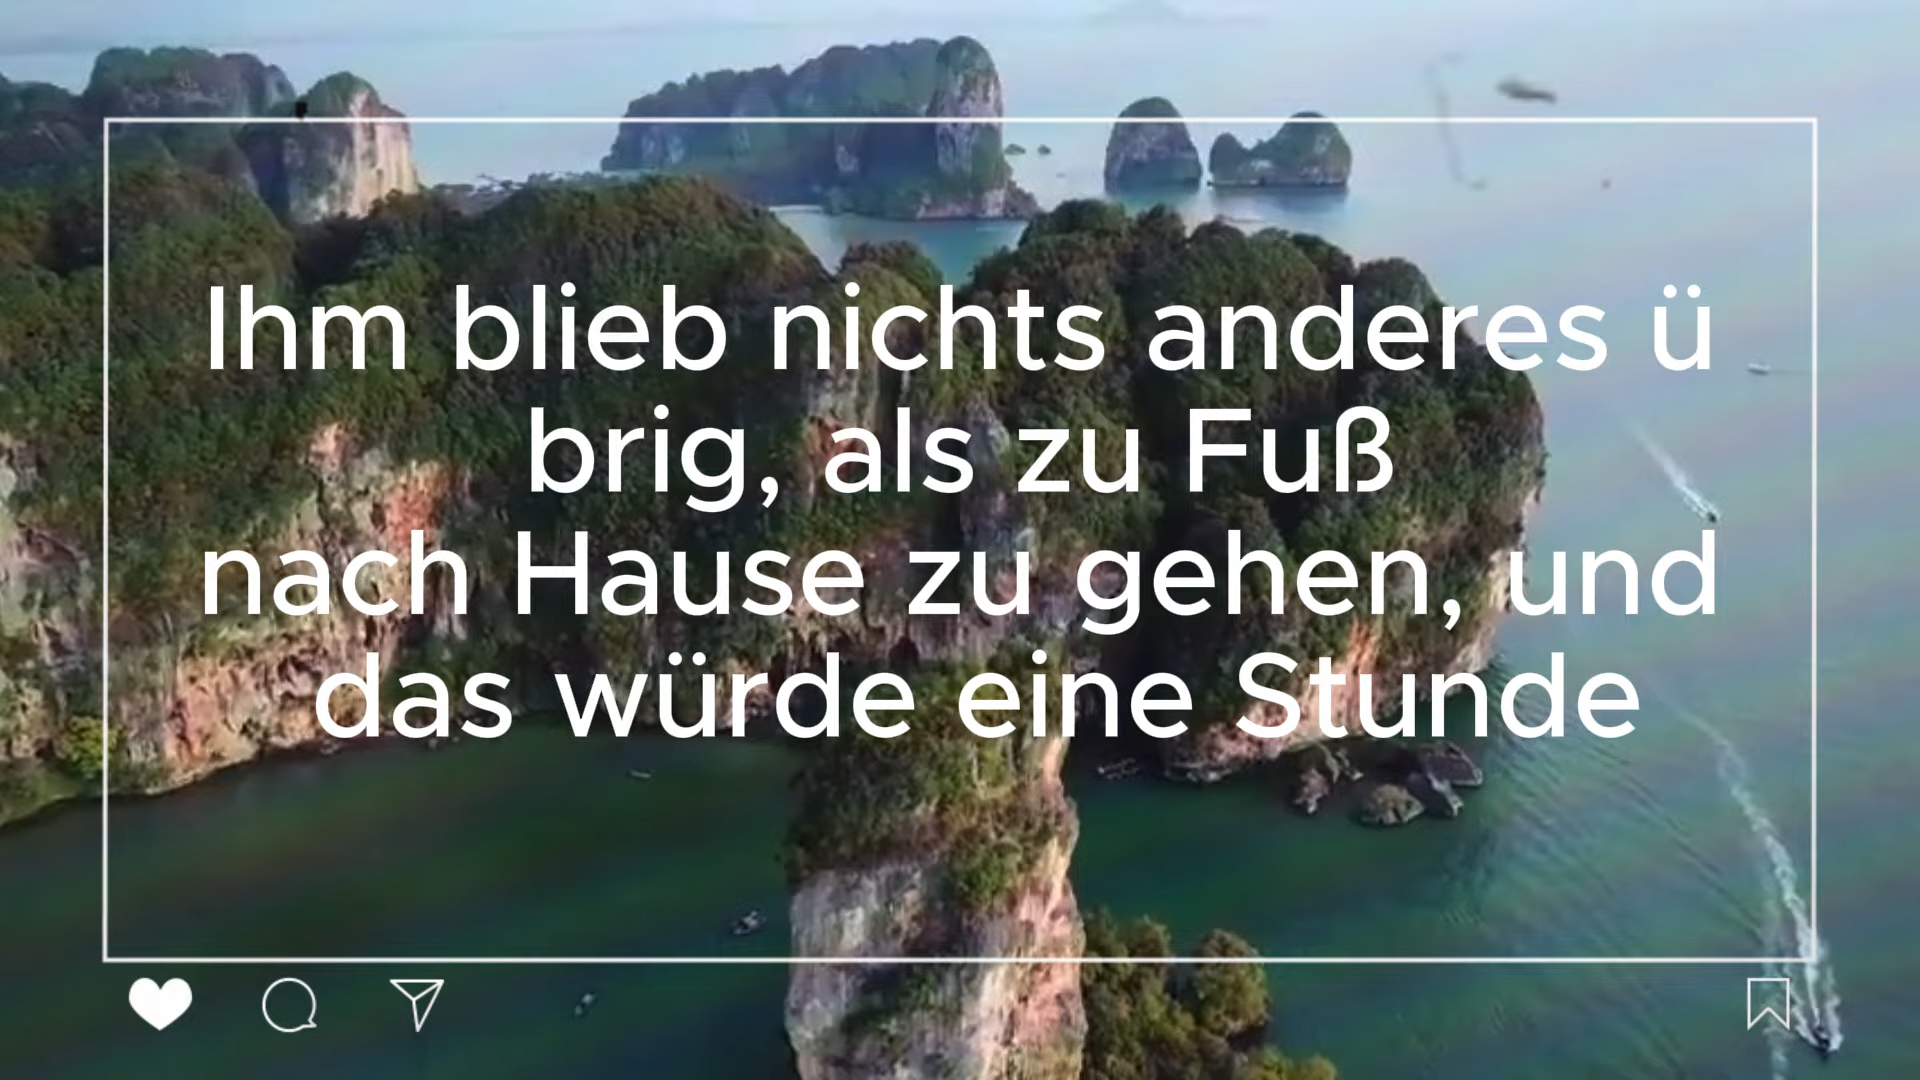 Ihm blieb nichts anderes ü
brig, als zu Fuß
nach Hause zu gehen, und
das würde eine Stunde